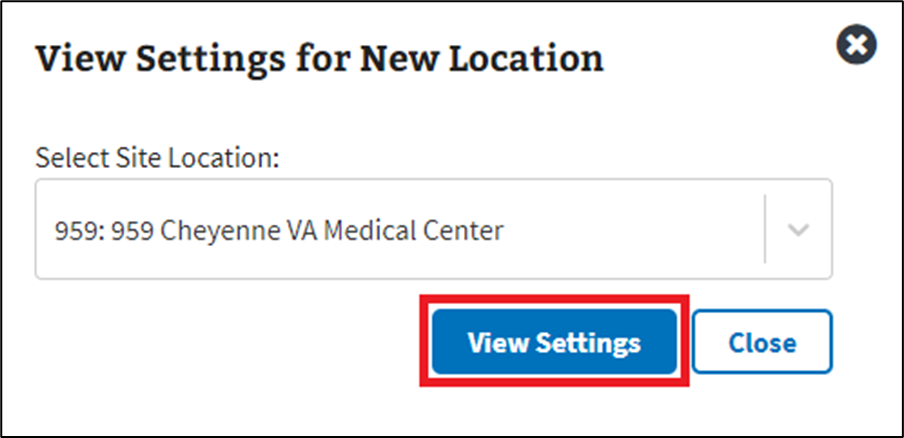 View Settings for New Location
Select Site Location:
959: 959 Cheyenne VA Medical Center
View Settings
Close